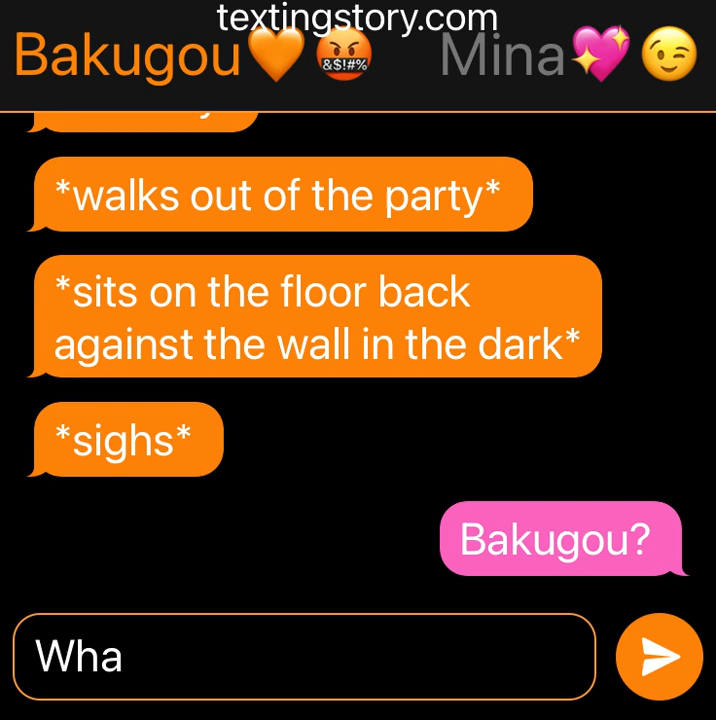 textingstory.com
Bakugou🧡🤬 Mina💖😉
*walks out of the party*
*sits on the floor back
against the wall in the dark*
*sighs*
Bakugou?
Wha